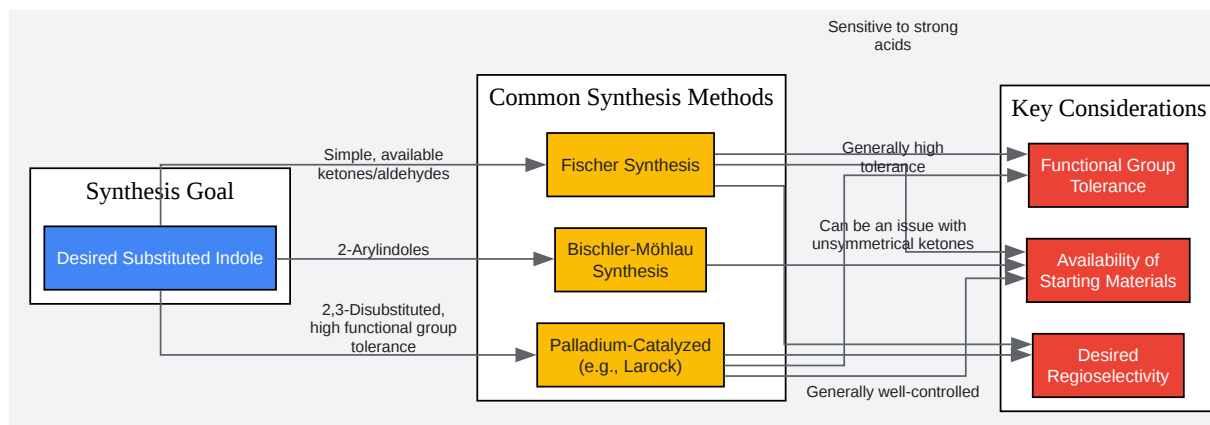 Sensitive to strong
acids
Synthesis Goal
Desired Substituted Indole
Simple, available
ketones/aldehydes
2-Arylindoles
2,3-Disubstituted,
high functional group
tolerance
Common Synthesis Methods
Fischer Synthesis
Bischler-Möhlau
Synthesis
Palladium-Catalyzed
(e.g., Larock)
Generally high
tolerance
Can be an issue with
unsymmetrical ketones
Generally well-controlled
Key Considerations
Functional Group
Tolerance
Availability of
Starting Materials
Desired
Regioselectivity